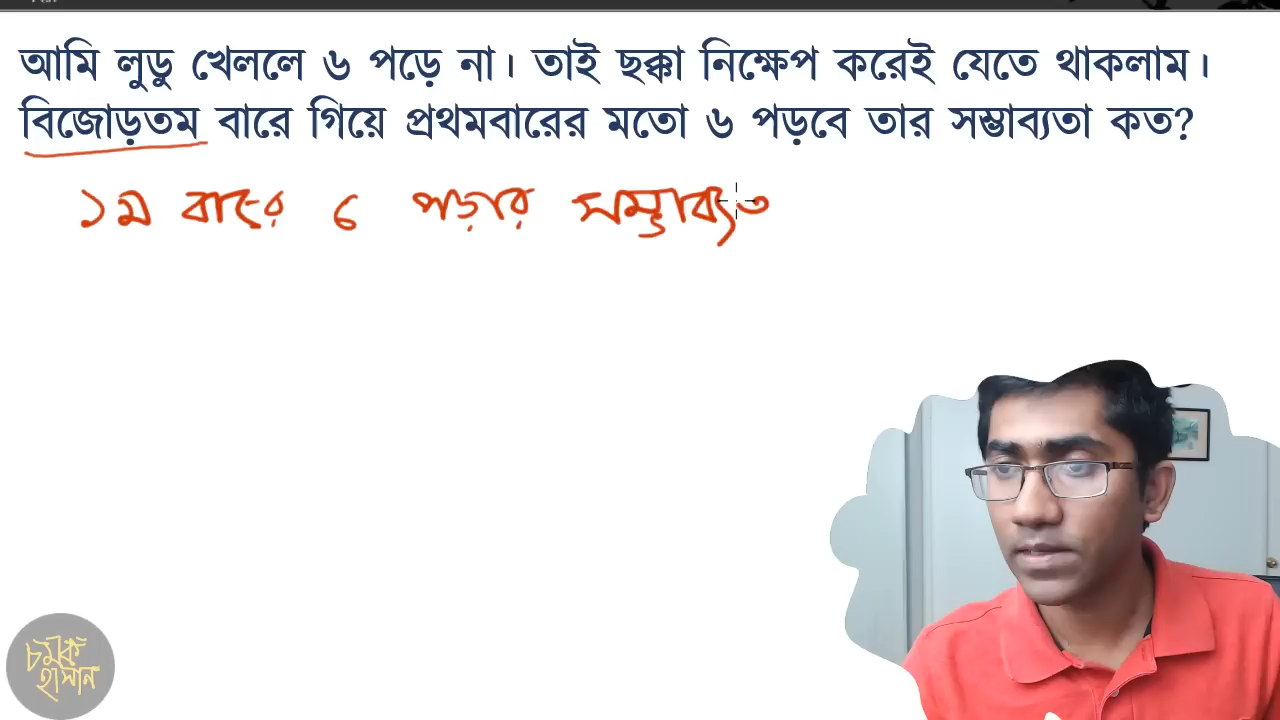 আমি লুডু খেললে ৬ পড়ে না। তাই ছক্কা নিক্ষেপ করেই যেতে থাকলাম।
বিজোড়তম বারে গিয়ে প্রথমবারের মতো ৬ পড়বে তার সম্ভাব্যতা কত?
১ম বারে ৬ পড়ার সম্ভাব্যত
চমক
হাসান